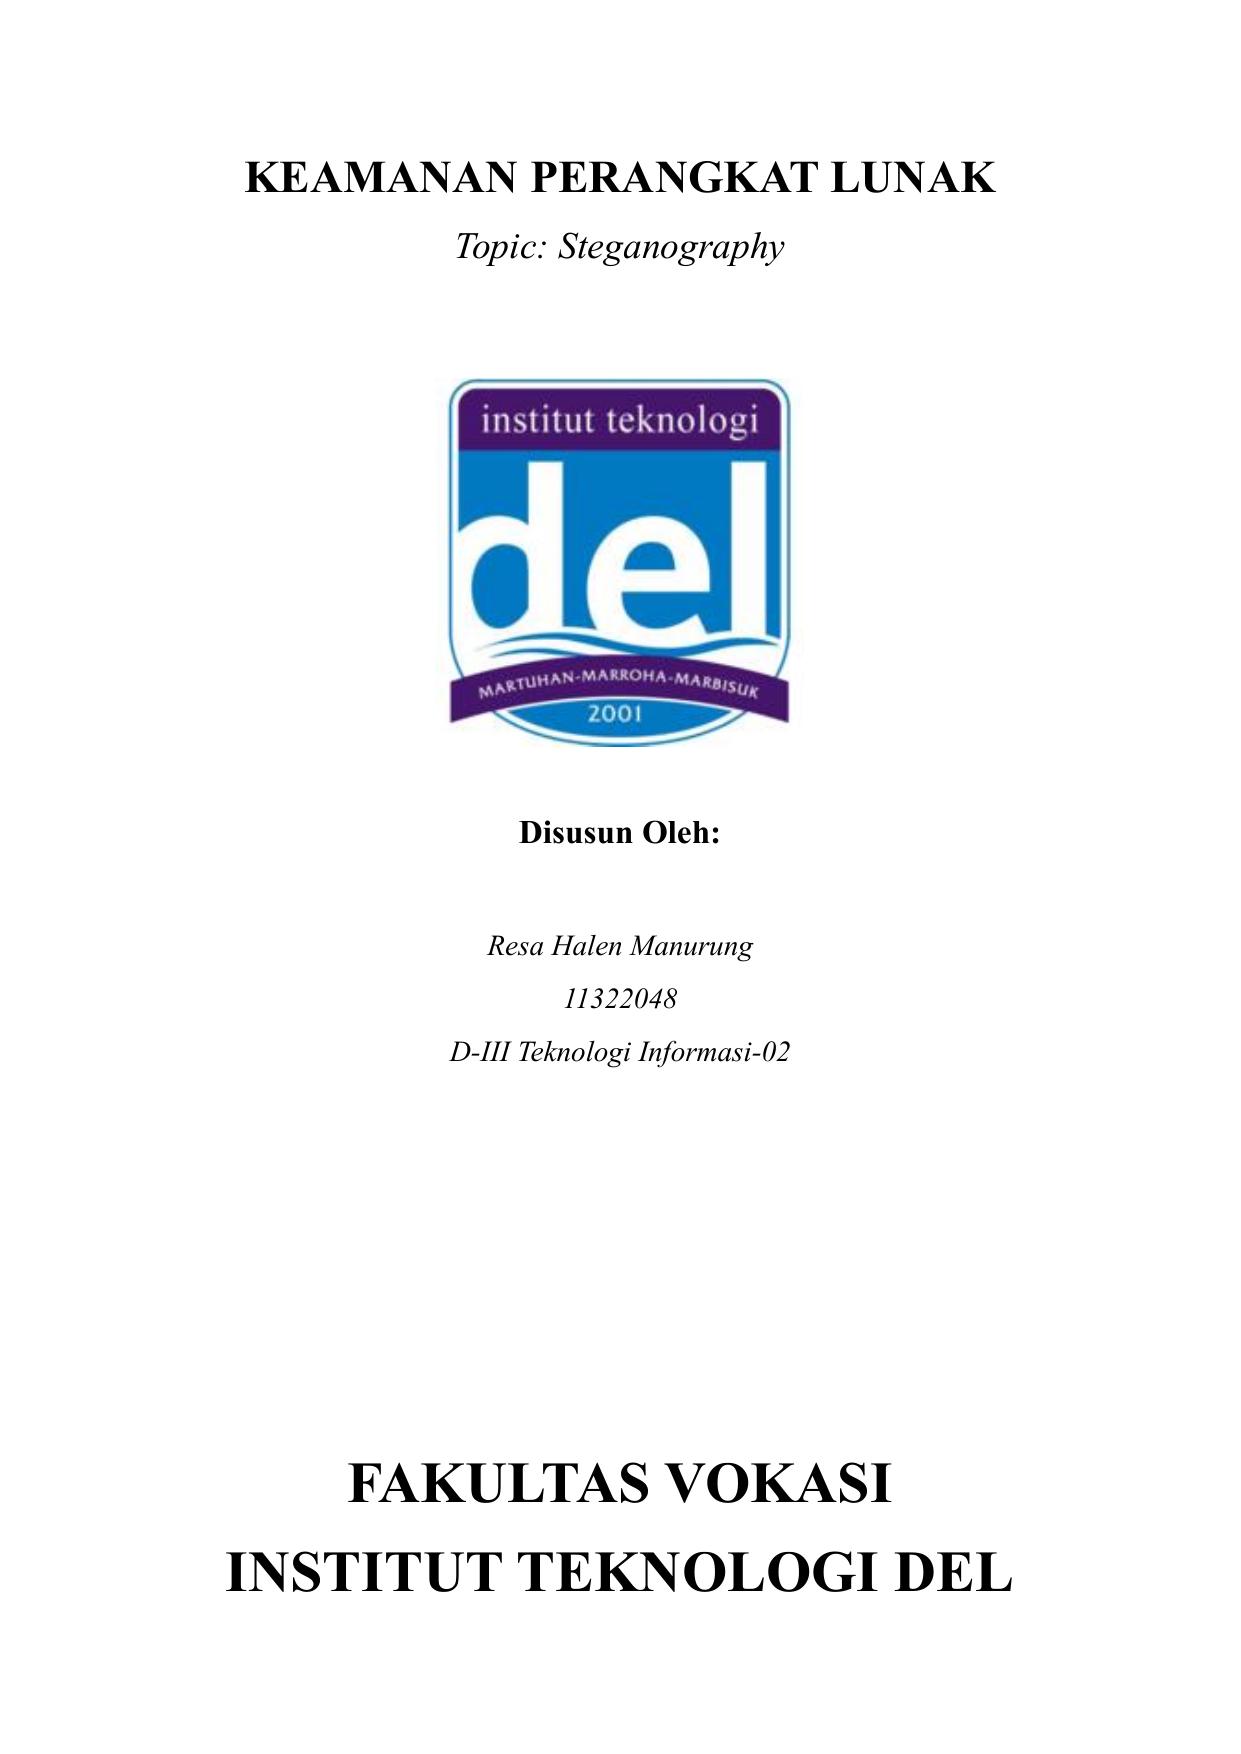 KEAMANAN PERANGKAT LUNAK
Topic: Steganography
institut teknologi
del
MARTUHAN-MARROHA-MARBISUK
2001
Disusun Oleh:
Resa Halen Manurung
11322048
D-III Teknologi Informasi-02
FAKULTAS VOKASI
INSTITUT TEKNOLOGI DEL